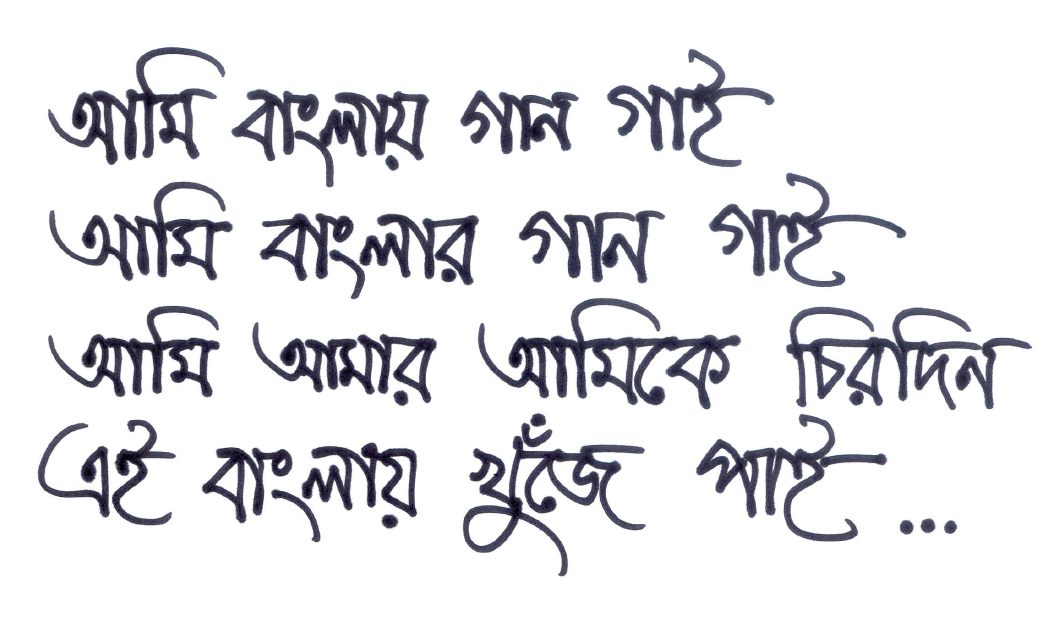 আমি বাংলায় গান গাই
আমি বাংলার গান গাই
আমি আমার আমিকে চিরদিন
এই বাংলায় খুঁজে পাই ...